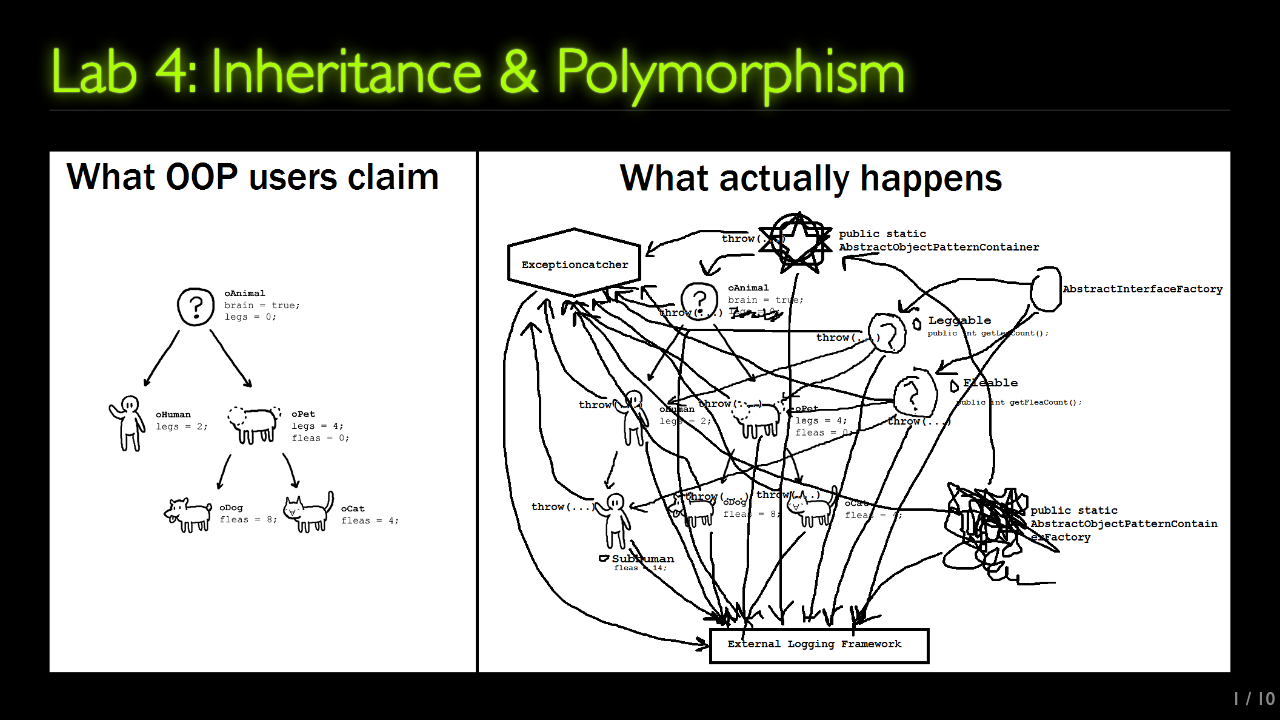 Lab 4: Inheritance & Polymorphism
What OOP users claim
?
oAnimal
brain = true;
legs = 0;
oHuman
legs = 2;
oPet
legs = 4;
fleas = 0;
oDog
fleas = 8;
oCat
fleas = 4;
What actually happens
Exceptioncatcher
throw(...)
public static
AbstractObjectPatternContainer
?
oAnimal
brain = true;
throw(...)
AbstractInterfaceFactory
Leggable
public int getLegCount();
throw(...)
?
Fleable
public int getFleaCount();
?
throw(...)
throw(...)
oHuman
legs = 2;
throw(...)
oPet
legs = 4;
fleas = 0;
throw(...)
SubHuman
fleas = 14;
throw(...)
oDog
fleas = 8;
throw(...)
oCat
fleas = 4;
public static
AbstractObjectPatternContain
erFactory
External Logging Framework
1 / 10